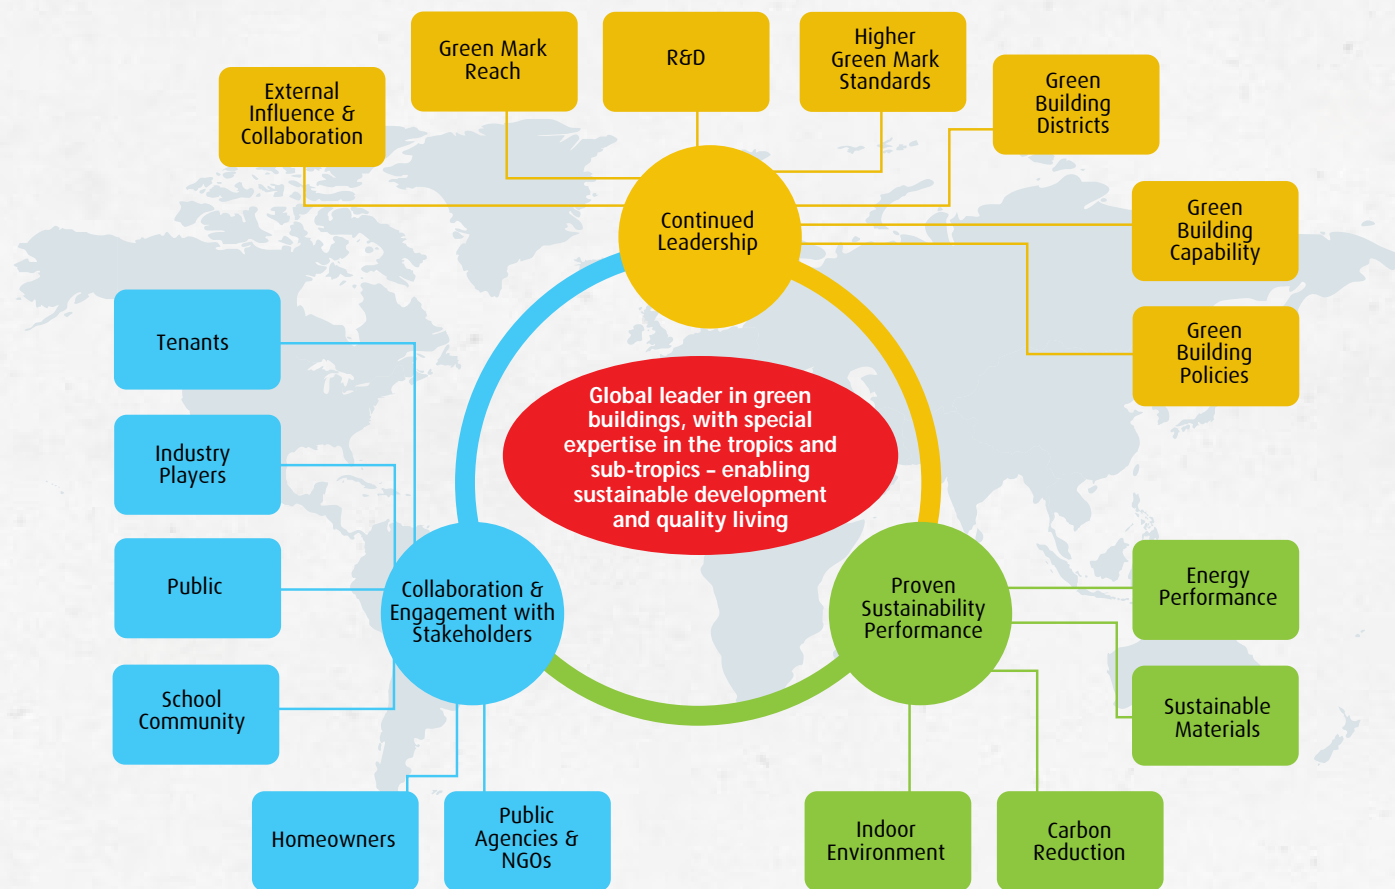 Green Mark
Reach
R&D
Higher
Green Mark
Standards
External
Influence &
Collaboration
Green
Building
Districts
Continued
Leadership
Green
Building
Capability
Green
Building
Policies
Tenants
Industry
Players
Public
School
Community
Homeowners
Public
Agencies &
NGOs
Collaboration &
Engagement with
Stakeholders
Global leader in green
buildings, with special
expertise in the tropics and
sub-tropics – enabling
sustainable development
and quality living
Proven
Sustainability
Performance
Energy
Performance
Sustainable
Materials
Indoor
Environment
Carbon
Reduction